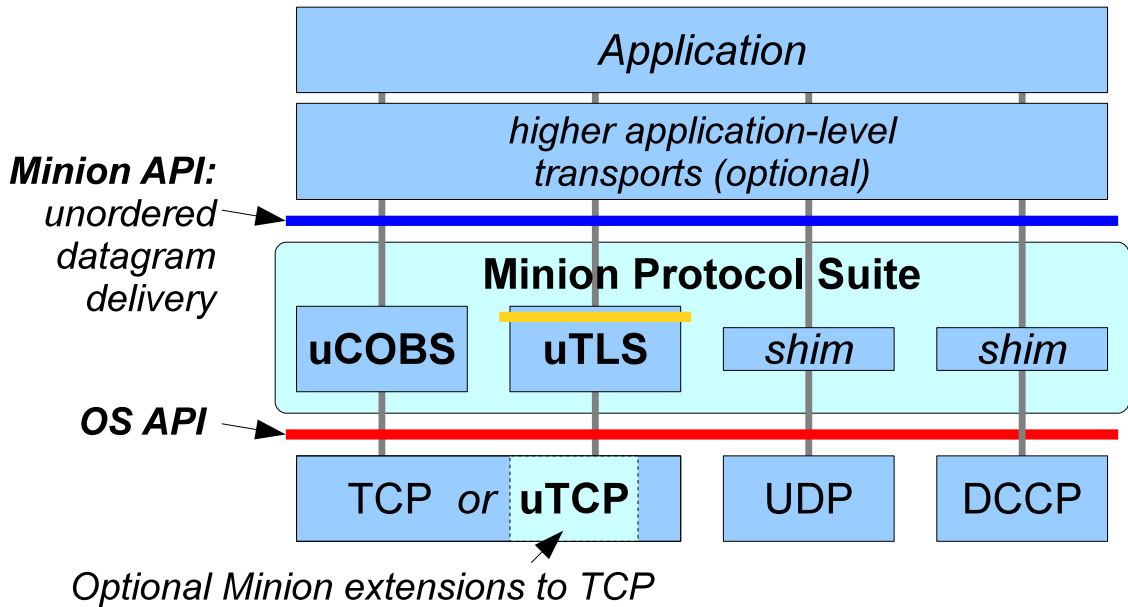 Application
higher application-level
transports (optional)
Minion API:
unordered
datagram
delivery
Minion Protocol Suite
uCOBS
uTLS
shim
shim
OS API
TCP or uTCP
UDP
DCCP
Optional Minion extensions to TCP